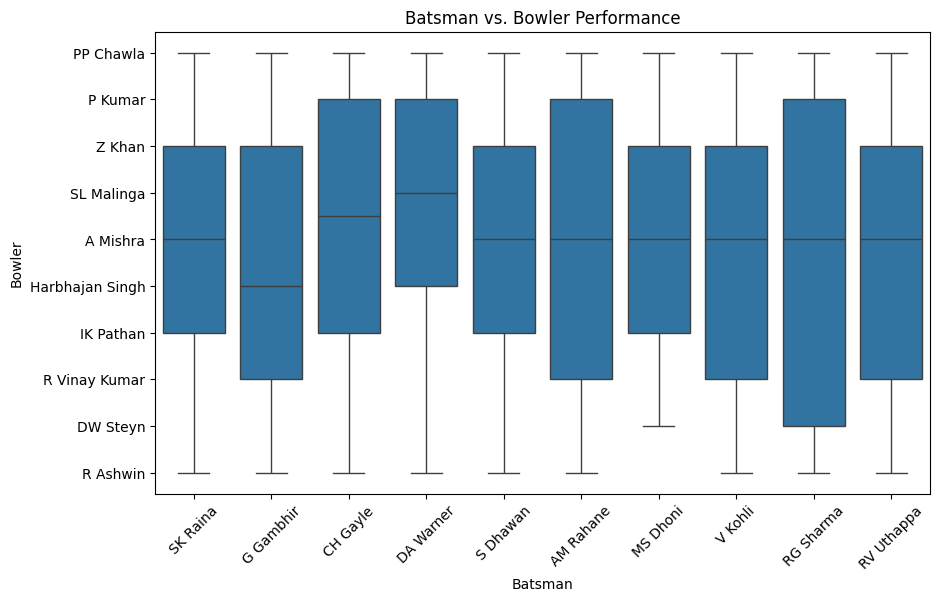 Batsman vs. Bowler Performance
PP Chawla
P Kumar
Z Khan
SL Malinga
A Mishra
Harbhajan Singh
IK Pathan
R Vinay Kumar
DW Steyn
R Ashwin
Bowler
SK Raina
G Gambhir
CH Gayle
DA Warner
S Dhawan
AM Rahane
MS Dhoni
V Kohli
RG Sharma
RV Uthappa
Batsman